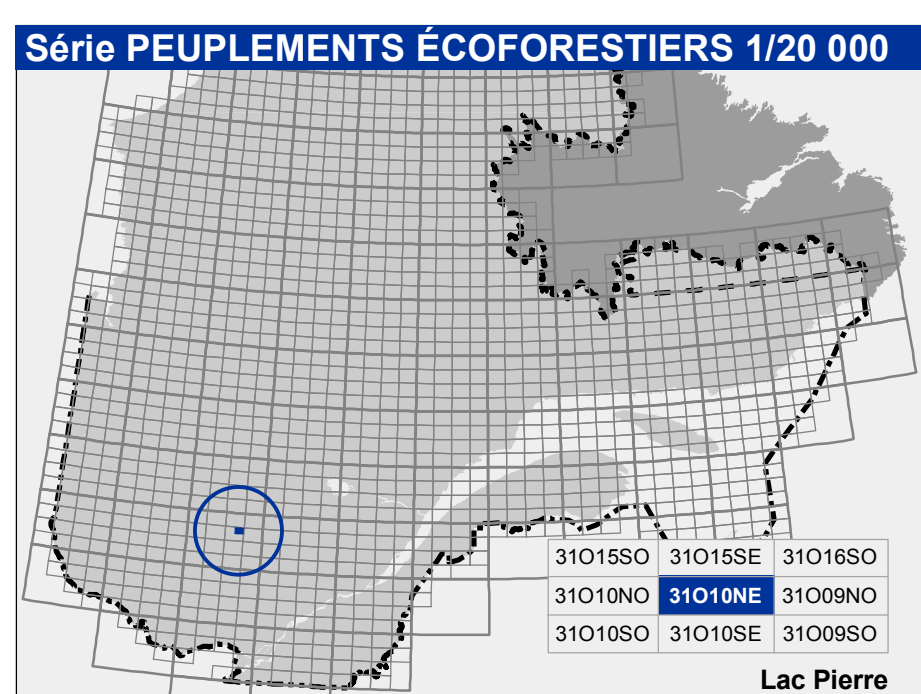 Série PEUPLEMENTS ÉCOFORESTIERS 1/20 000
31O15SO 31O15SE 31O16SO
31O10NO 31O10NE 31O09NO
31O10SO 31O10SE 31O09SO
Lac Pierre